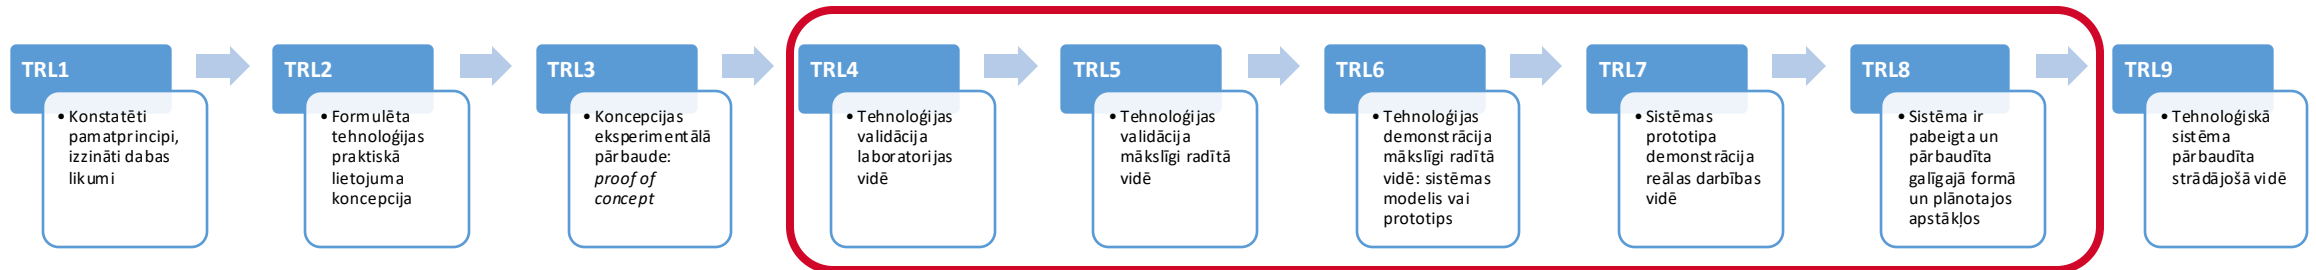 TRL1
• Konstatēti
pamatprincipi,
izzināti dabas
likumi
TRL2
• Formulēta
tehnoloģijas
praktiskā
lietojuma
koncepcija
TRL3
• Koncepcijas
eksperimentālā
pārbaude:
proof of
concept
TRL4
• Tehnoloģijas
validācija
laboratorijas
vidē
TRL5
• Tehnoloģijas
validācija
mākslīgi radītā
vidē
TRL6
• Tehnoloģijas
demonstrācija
mākslīgi radītā
vidē: sistēmas
modelis vai
prototips
TRL7
• Sistēmas
prototipa
demonstrācija
reālas darbības
vidē
TRL8
• Sistēma ir
pabeigta un
pārbaudīta
galīgajā formā
un plānotajos
apstākļos
TRL9
• Tehnoloģiskā
sistēma
pārbaudīta
strādājošā vidē